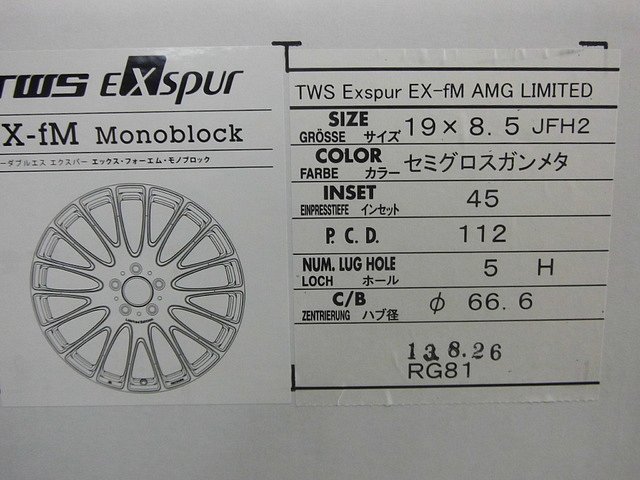 TWS EXspur
X-fM Monoblock
ーダブルエス エクスパー エックス・フォーエム・モノブロック
TWS Exspur EX-fM AMG LIMITED
SIZE
GRÖSSE サイズ 19×8.5 JFH2
COLOR
FARBE カラー セミグロスガンメタ
INSET
EINPRESSTIEFE インセット 45
P.C.D. 112
NUM. LUG HOLE
LOCH ホール 5 H
C/B
ZENTRIERUNG ハブ径 φ 66.6
13.8.26
RG81